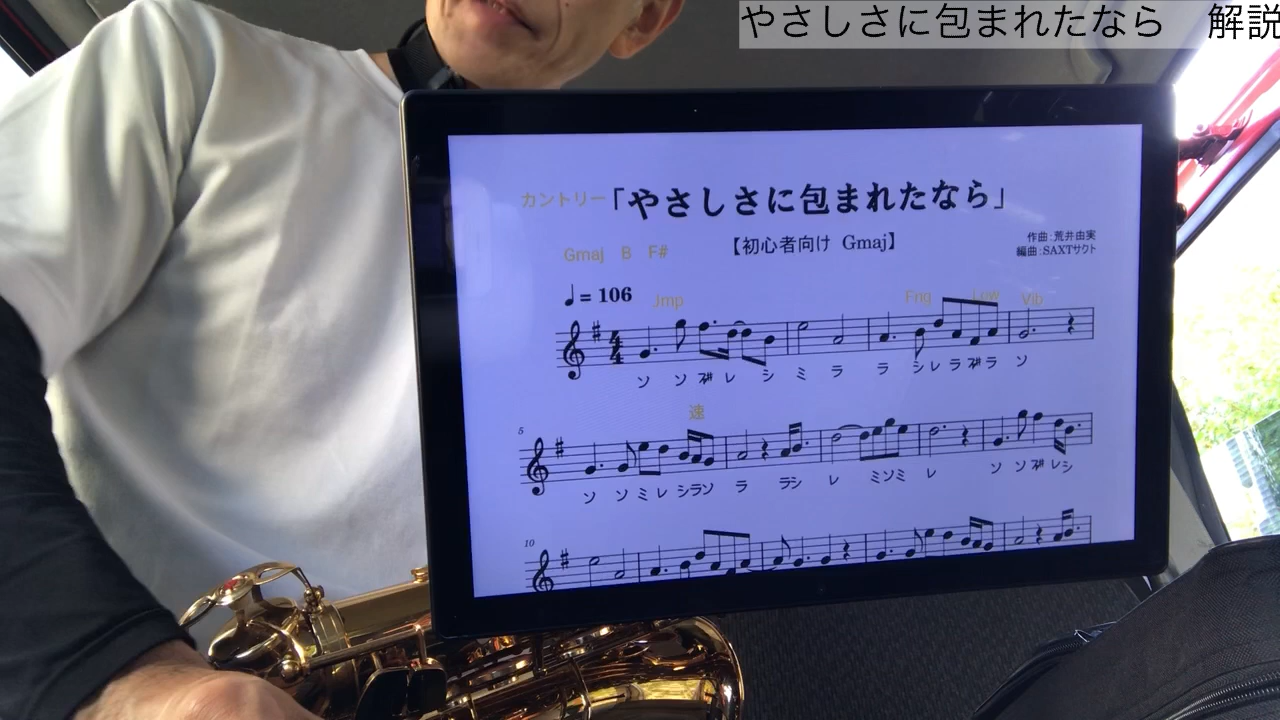 やさしさに包まれたなら　解説
カントリー「やさしさに包まれたなら」
【初心者向け Gmaj】
作曲：荒井由実
編曲：SAXTサクト
Gmaj B F#
♩= 106 Jmp Fng Low Vib
ソ ソ ﾌｧ# レ シ ミ ラ ラ シ レ ラ ﾌｧ# ラ ソ
速
5
ソ ソ ミ レ シラソ ラ ラシ レ ミソミ レ ソ ソ ﾌｧ# レシ
10